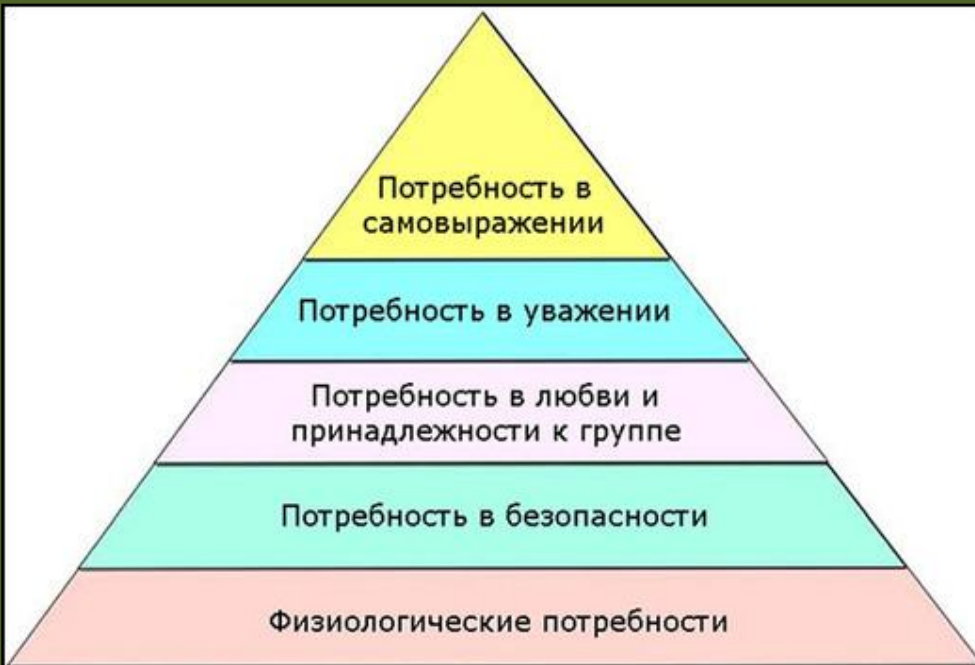 Потребность в
самовыражении
Потребность в уважении
Потребность в любви и
принадлежности к группе
Потребность в безопасности
Физиологические потребности